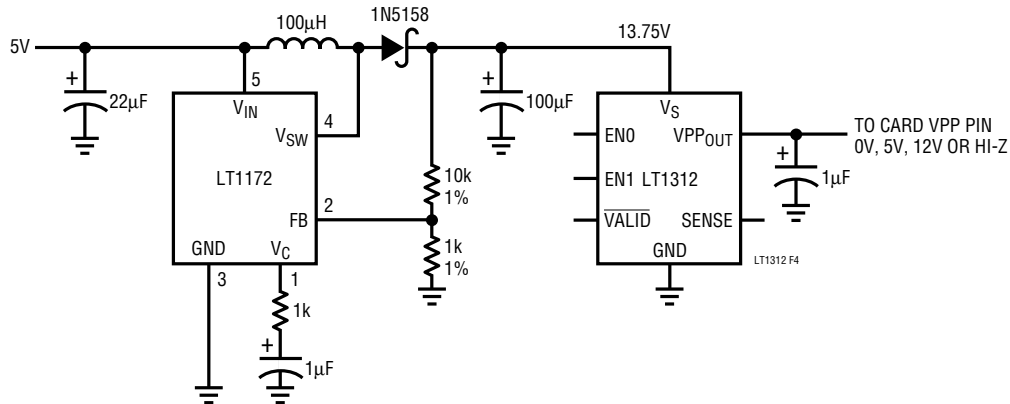 5V
100µH
1N5158
13.75V
+
22µF
5
V_IN
V_SW
4
LT1172
FB
2
GND
V_C
3
1
1k
+
1µF
10k
1%
1k
1%
+
100µF
V_S
EN0
VPP_OUT
EN1 LT1312
VALID
SENSE
GND
+
1µF
TO CARD VPP PIN
0V, 5V, 12V OR HI-Z
LT1312 F4